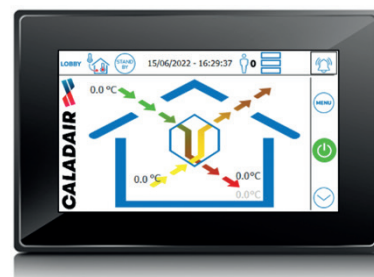 LOBBY
STAND
BY
15/06/2022 - 16:29:37
0
0.0 °C
MENU
CALADAIR
0.0 °C
0.0°C
0.0°C